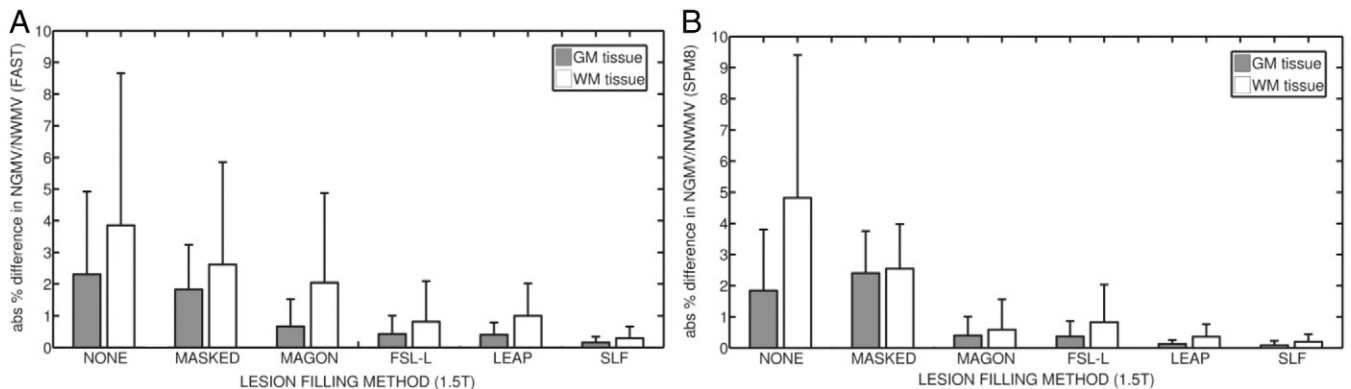 A
abs % difference in NGMV/NWMV (FAST)
10
9
8
7
6
5
4
3
2
1
0
GM tissue
WM tissue
NONE MASKED MAGON FSL-L LEAP SLF
LESION FILLING METHOD (1.5T)
B
abs % difference in NGMV/NWMV (SPM8)
10
9
8
7
6
5
4
3
2
1
0
GM tissue
WM tissue
NONE MASKED MAGON FSL-L LEAP SLF
LESION FILLING METHOD (1.5T)